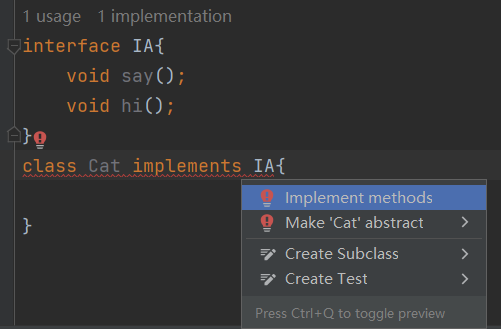 1 usage 1 implementation
interface IA{
void say();
void hi();
}
class Cat implements IA{
Implement methods
Make 'Cat' abstract
}
Create Subclass
Create Test
Press Ctrl+Q to toggle preview